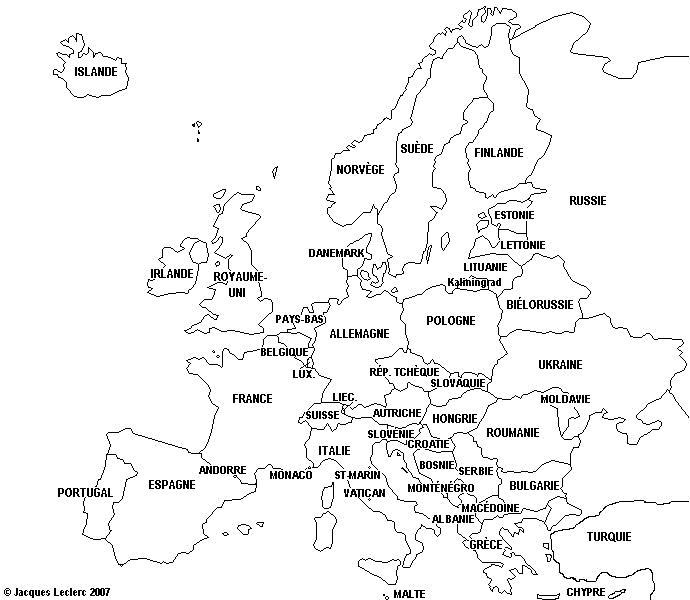 ISLANDE
SUÈDE
FINLANDE
NORVÈGE
RUSSIE
ESTONIE
LETTONIE
DANEMARK
LITUANIE
IRLANDE
ROYAUME-
UNI
Kaliningrad
BIÉLORUSSIE
PAYS-BAS
POLOGNE
ALLEMAGNE
BELGIQUE
UKRAINE
LUX.
RÉP. TCHÈQUE
SLOVAQUIE
FRANCE
LIEC.
MOLDAVIE
SUISSE
AUTRICHE
HONGRIE
SLOVÉNIE
ROUMANIE
CROATIE
ITALIE
BOSNIE
ANDORRE
MONACO
ST-MARIN
SERBIE
ESPAGNE
BULGARIE
PORTUGAL
VATICAN
MONTÉNÉGRO
MACÉDOINE
ALBANIE
TURQUIE
GRÈCE
© Jacques Leclerc 2007
MALTE
CHYPRE